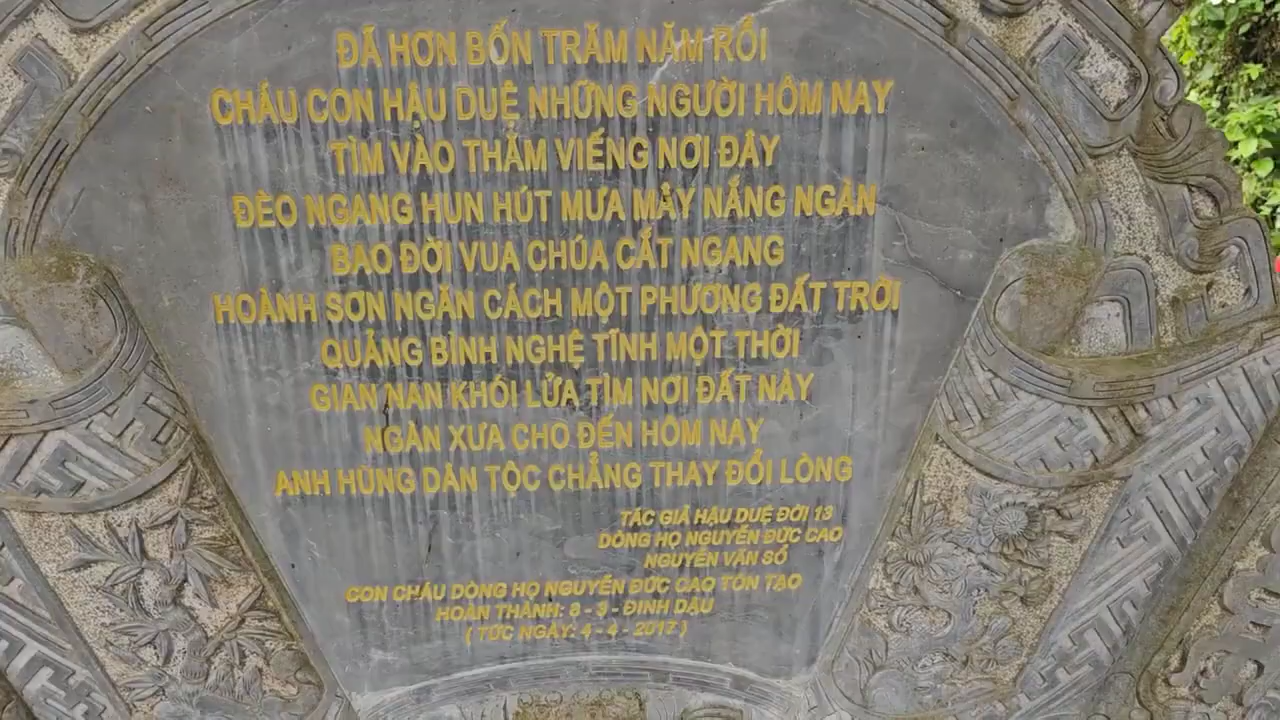 ĐÃ HƠN BỐN TRĂM NĂM RỒI
CHÁU CON HẬU DUỆ NHỮNG NGƯỜI HÔM NAY
TÌM VÀO THĂM VIẾNG NƠI ĐÂY
ĐÈO NGANG HUN HÚT MƯA MÂY NẮNG NGÀN
BAO ĐỜI VUA CHÚA CẮT NGANG
HOÀNH SƠN NGĂN CÁCH MỘT PHƯƠNG ĐẤT TRỜI
QUẢNG BÌNH NGHỆ TĨNH MỘT THỜI
GIAN NAN KHÓI LỬA TÌM NƠI ĐẤT NÀY
NGÀN XƯA CHO ĐẾN HÔM NAY
ANH HÙNG DÂN TỘC CHẲNG THAY ĐỔI LÒNG
TÁC GIẢ HẬU DUỆ ĐỜI 13
DÒNG HỌ NGUYỄN ĐỨC CAO
NGUYỄN VĂN SỔ
CON CHÁU DÒNG HỌ NGUYỄN ĐỨC CAO TÔN TẠO
HOÀN THÀNH: 8 - 3 - ĐINH DẬU
( TỨC NGÀY: 4 - 4 - 2017 )